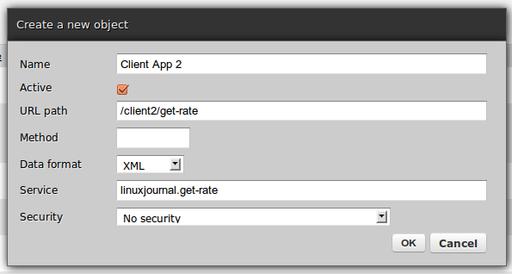 Create a new object
Name Client App 2
Active
URL path /client2/get-rate
Method
Data format XML
Service linuxjournal.get-rate
Security No security
OK Cancel